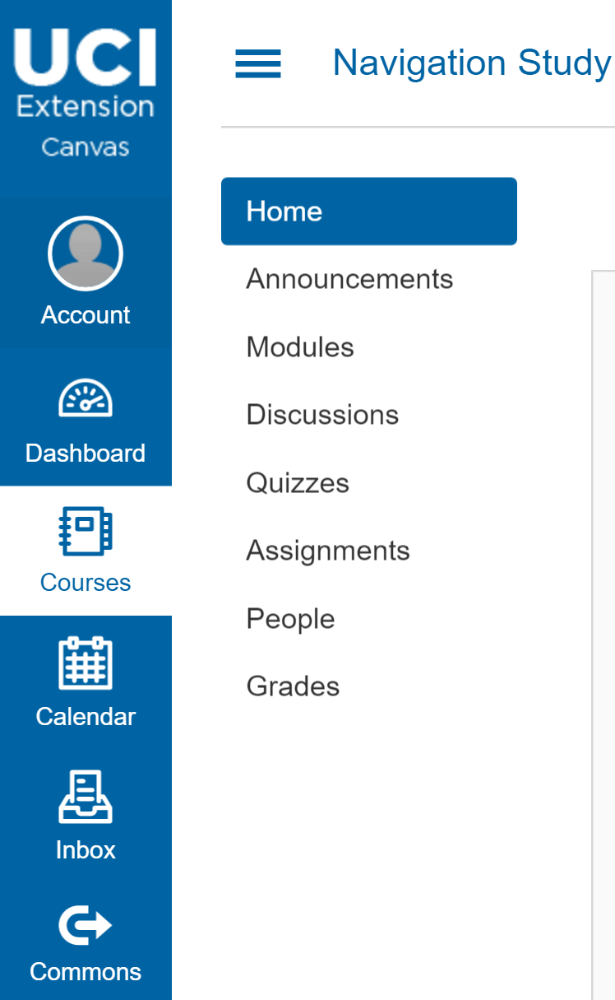 UCI
Extension
Canvas
Account
Dashboard
Courses
Calendar
Inbox
Commons
Navigation Study
Home
Announcements
Modules
Discussions
Quizzes
Assignments
People
Grades